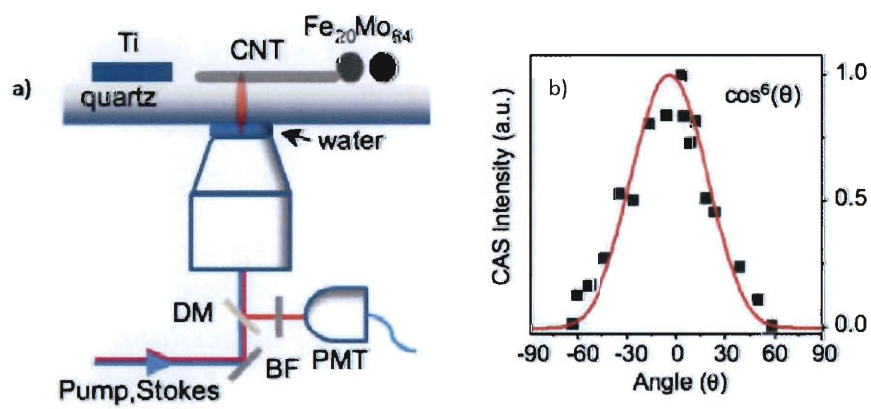 a)
Ti
CNT
Fe20Mo84
quartz
water
DM
BF
PMT
Pump,Stokes
b)
cos⁶(θ)
CAS Intensity (a.u.)
1.0
0.5
0.0
-90 -60 -30 0 30 60 90
Angle (θ)